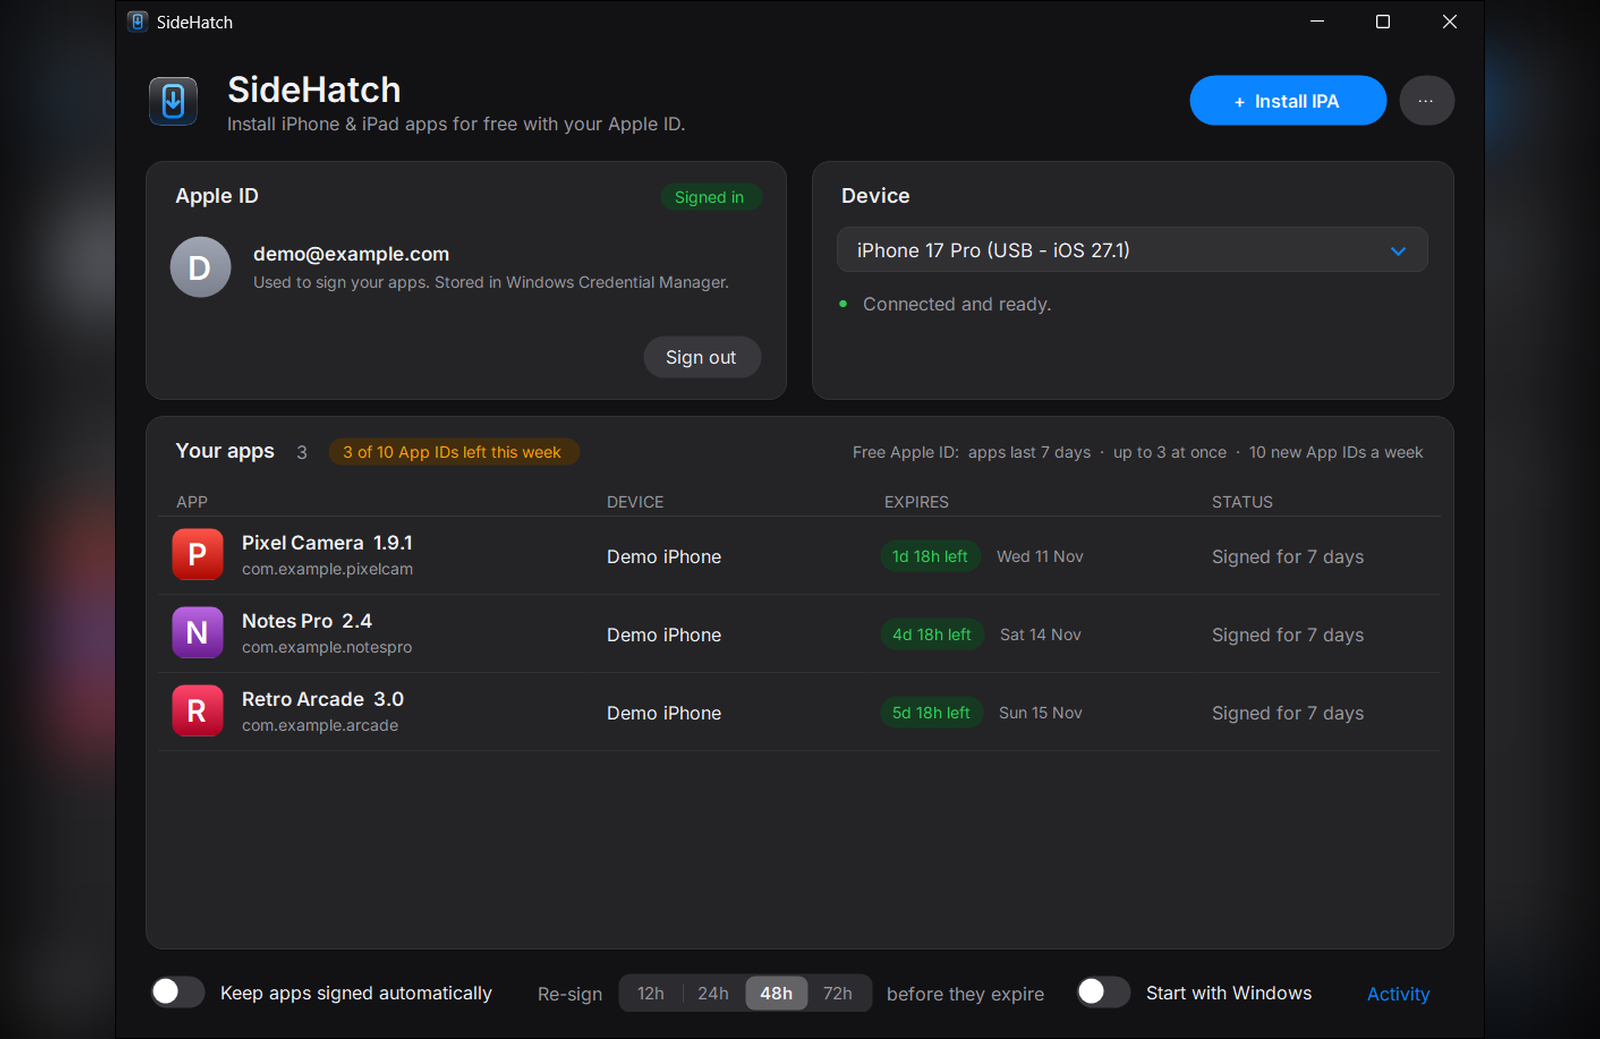 SideHatch
SideHatch
Install iPhone & iPad apps for free with your Apple ID.
+ Install IPA
...
Apple ID
Signed in
D
demo@example.com
Used to sign your apps. Stored in Windows Credential Manager.
Sign out
Device
iPhone 17 Pro (USB - iOS 27.1)
Connected and ready.
Your apps 3 3 of 10 App IDs left this week Free Apple ID: apps last 7 days · up to 3 at once · 10 new App IDs a week
APP DEVICE EXPIRES STATUS
P
Pixel Camera 1.9.1
com.example.pixelcam
Demo iPhone 1d 18h left Wed 11 Nov Signed for 7 days
N
Notes Pro 2.4
com.example.notespro
Demo iPhone 4d 18h left Sat 14 Nov Signed for 7 days
R
Retro Arcade 3.0
com.example.arcade
Demo iPhone 5d 18h left Sun 15 Nov Signed for 7 days
Keep apps signed automatically Re-sign 12h 24h 48h 72h before they expire Start with Windows Activity